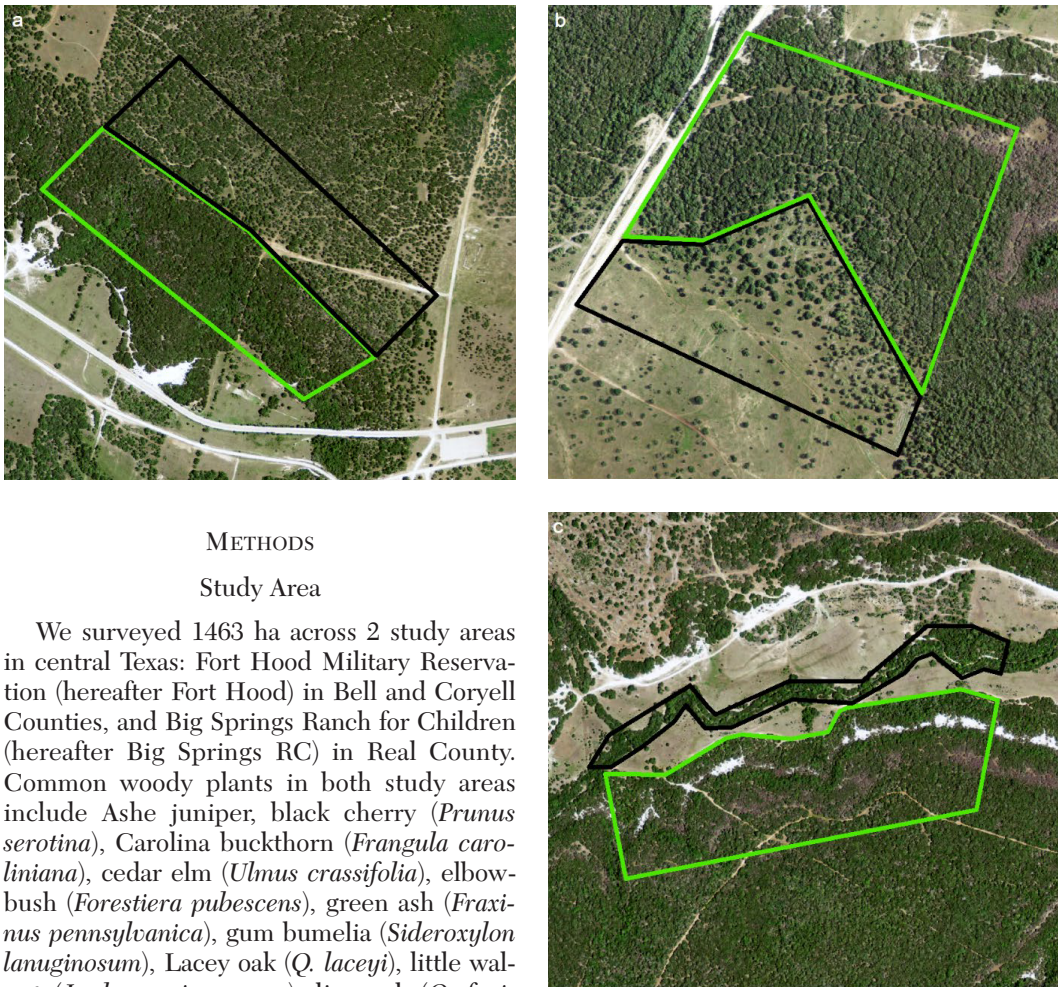 a
b
METHODS
Study Area
We surveyed 1463 ha across 2 study areas
in central Texas: Fort Hood Military Reserva-
tion (hereafter Fort Hood) in Bell and Coryell
Counties, and Big Springs Ranch for Children
(hereafter Big Springs RC) in Real County.
Common woody plants in both study areas
include Ashe juniper, black cherry (Prunus
serotina), Carolina buckthorn (Frangula caro-
liniana), cedar elm (Ulmus crassifolia), elbow-
bush (Forestiera pubescens), green ash (Fraxi-
nus pennsylvanica), gum bumelia (Sideroxylon
lanuginosum), Lacey oak (Q. laceyi), little wal-
c